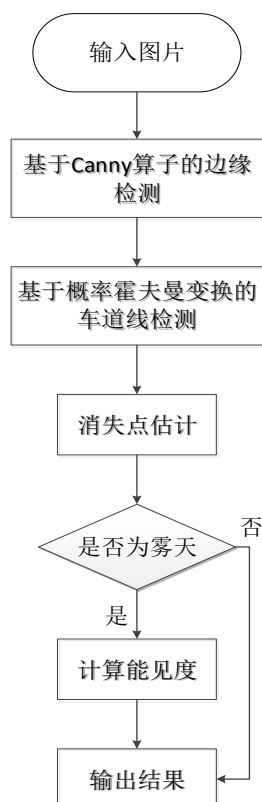 输入图片
基于Canny算子的边缘
检测
基于概率霍夫曼变换的
车道线检测
消失点估计
是否为雾天
否
是
计算能见度
输出结果